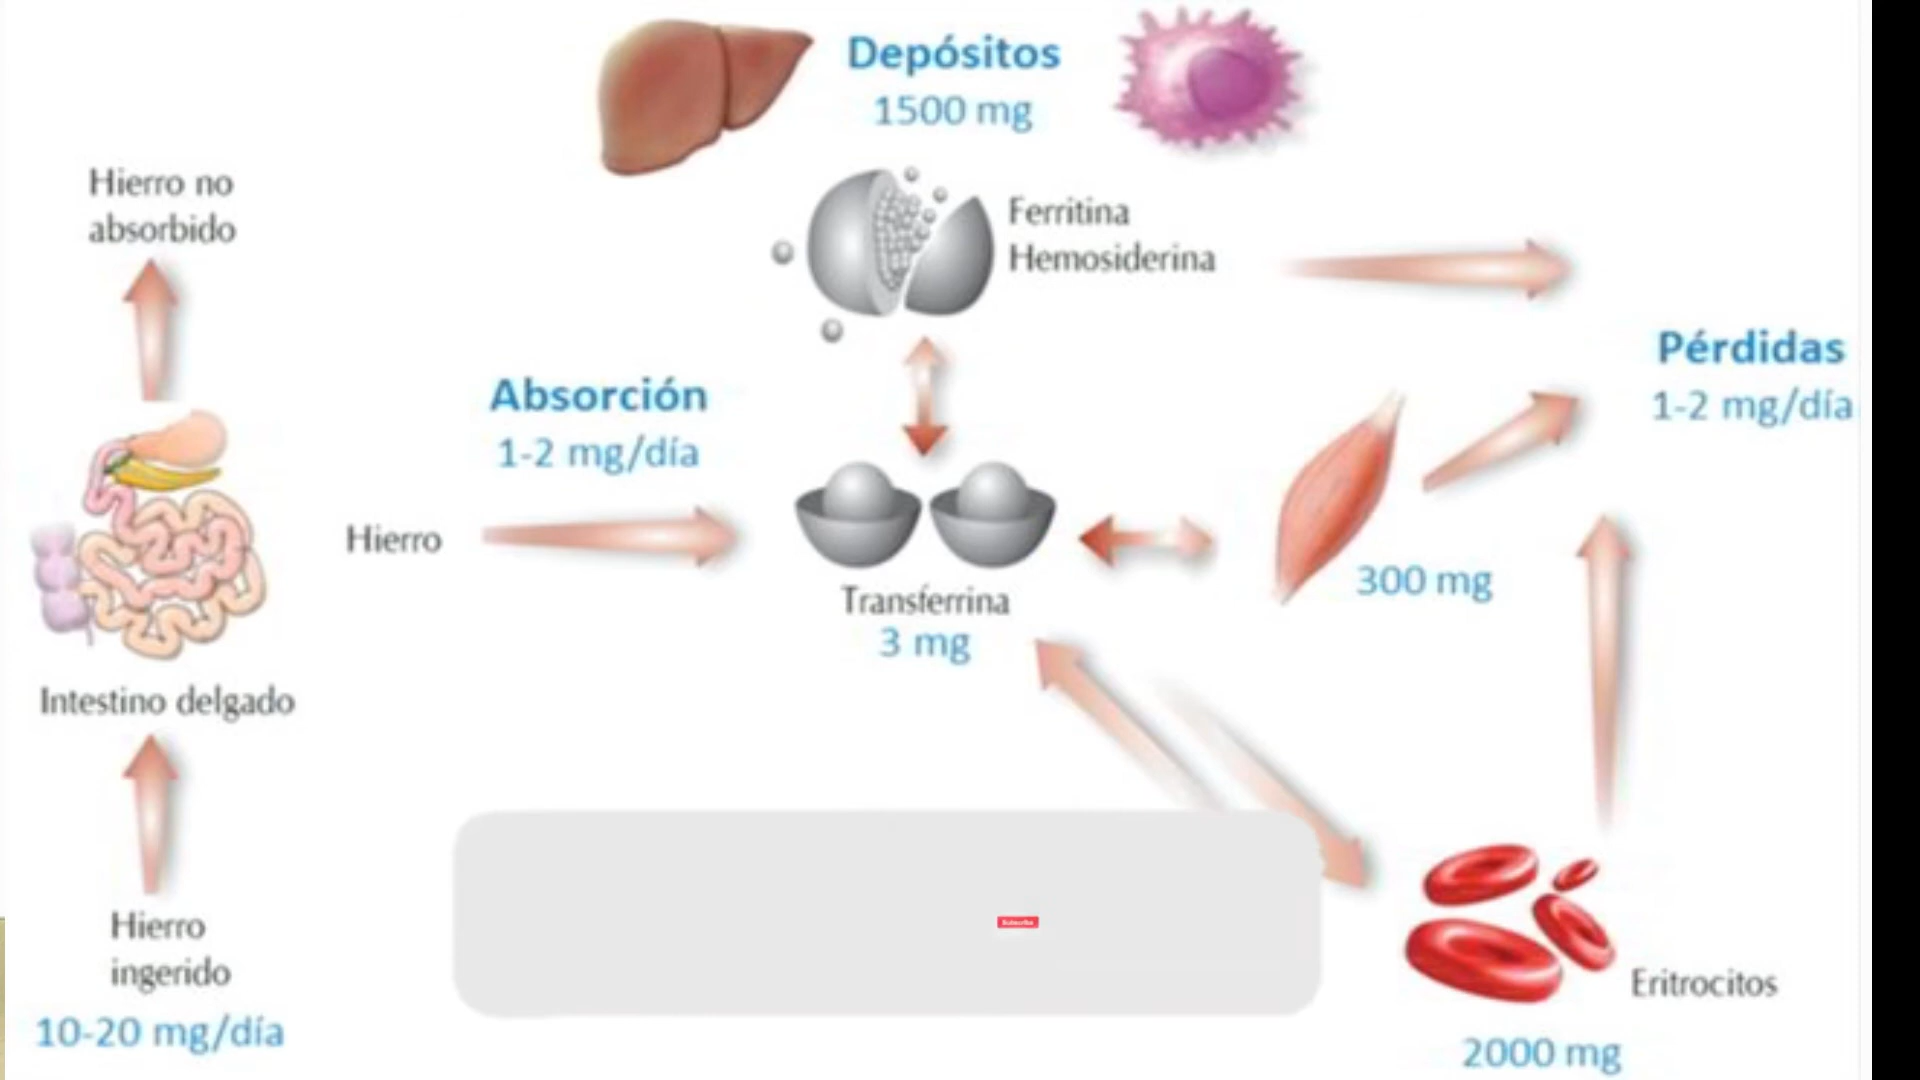 Depósitos
1500 mg
Hierro no
absorbido
Ferritina
Hemosiderina
Pérdidas
1-2 mg/día
Absorción
1-2 mg/día
Hierro
Transferrina
3 mg
300 mg
Intestino delgado
Hierro
ingerido
10-20 mg/día
Subscribe
Eritrocitos
2000 mg